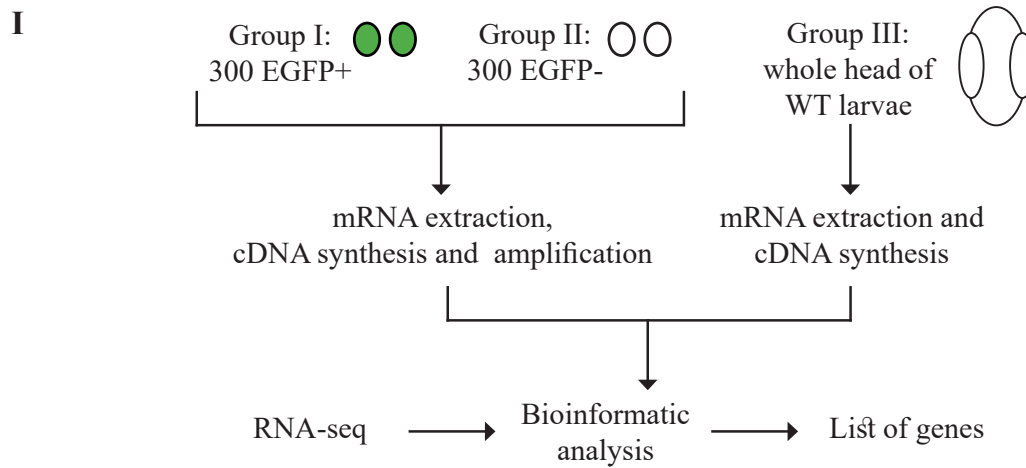 I
Group I:
300 EGFP+
Group II:
300 EGFP-
Group III:
whole head of
WT larvae
mRNA extraction,
cDNA synthesis and amplification
mRNA extraction and
cDNA synthesis
RNA-seq
Bioinformatic
analysis
List of genes